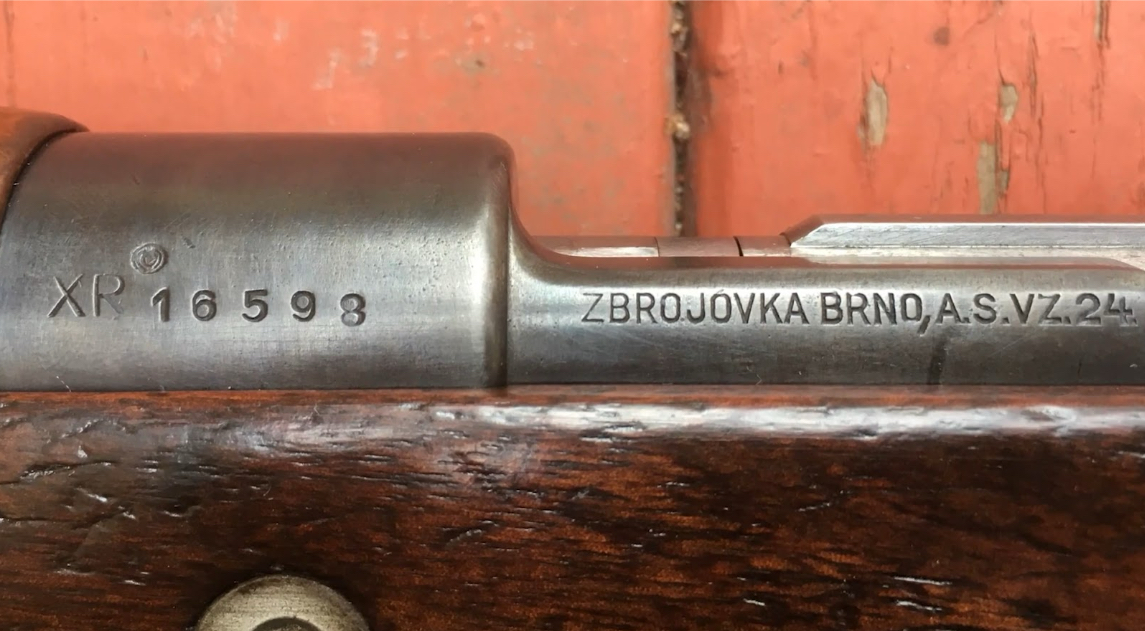 XR 16598
ZBROJOVKA BRNO, A.S. VZ. 24.